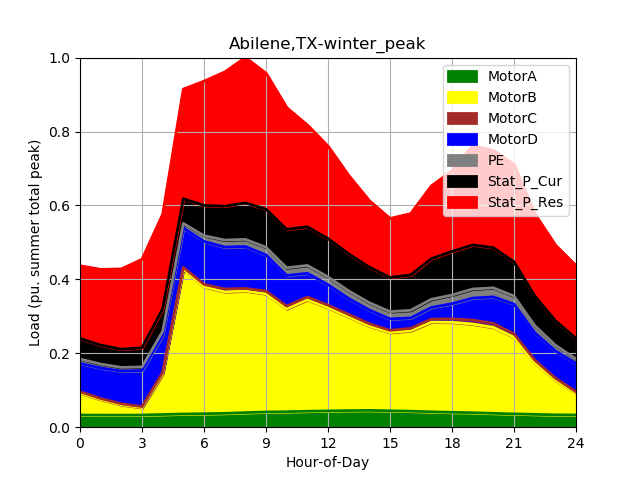 Abilene,TX-winter_peak
Load (pu. summer total peak)
1.0
0.8
0.6
0.4
0.2
0.0
0 3 6 9 12 15 18 21 24
Hour-of-Day
MotorA
MotorB
MotorC
MotorD
PE
Stat_P_Cur
Stat_P_Res